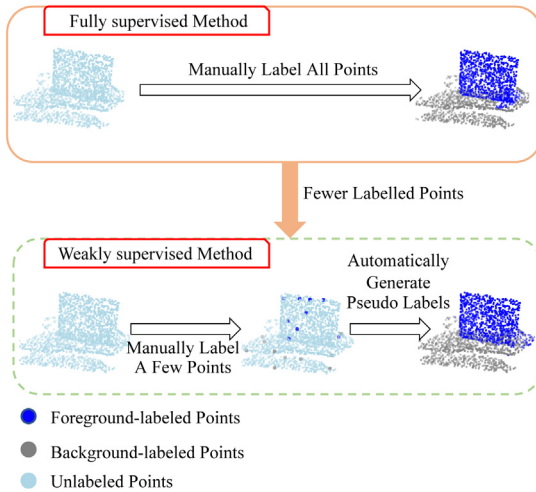 Fully supervised Method
Manually Label All Points
Fewer Labelled Points
Weakly supervised Method
Automatically
Generate
Pseudo Labels
Manually Label
A Few Points
Foreground-labeled Points
Background-labeled Points
Unlabeled Points